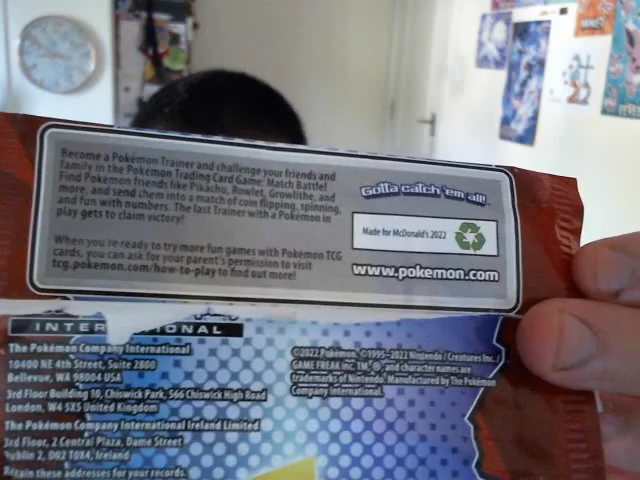 Become a Pokémon Trainer and challenge your friends and
family in the Pokémon Trading Card Game: Match Battle!
Find Pokémon friends like Pikachu, Rowlet, Growlithe, and
more, and send them into a match of coin flipping, spinning,
and fun with numbers. The last Trainer with a Pokémon in
play gets to claim victory!
When you're ready to try more fun games with Pokémon TCG
cards, you can ask for your parent's permission to visit
tcg.pokemon.com/how-to-play to find out more!
Gotta catch 'em all!
Made for McDonald's 2022
www.pokemon.com
INTER ONAL
The Pokémon Company International
10400 NE 4th Street, Suite 2800
Bellevue, WA 98004 USA
3rd Floor Building 10, Chiswick Park, 566 Chiswick High Road
London, W4 5XS United Kingdom
The Pokémon Company International Ireland Limited
3rd Floor, 2 Central Plaza, Dame Street
Dublin 2, D02 T0X4, Ireland
Retain these addresses for your records.
©2022 Pokémon. ©1995–2022 Nintendo / Creatures Inc. /
GAME FREAK inc. TM, ®, and character names are
trademarks of Nintendo. Manufactured by The Pokémon
Company International.